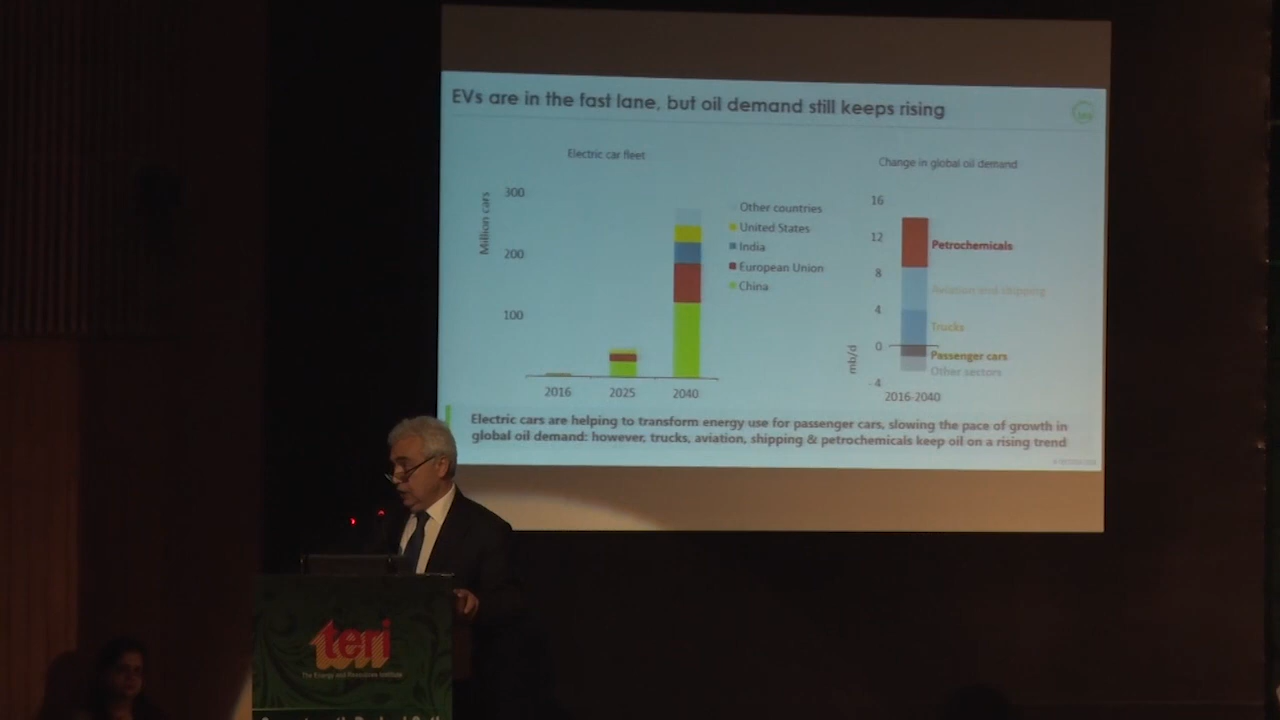 EVs are in the fast lane, but oil demand still keeps rising
Electric car fleet
Million cars
300
200
100
2016
2025
2040
Other countries
United States
India
European Union
China
Change in global oil demand
16
12
8
4
0
4
mb/d
Petrochemicals
Aviation and shipping
Trucks
Passenger cars
Other sectors
2016-2040
Electric cars are helping to transform energy use for passenger cars, slowing the pace of growth in
global oil demand: however, trucks, aviation, shipping & petrochemicals keep oil on a rising trend
teri
The Energy and Resources Institute